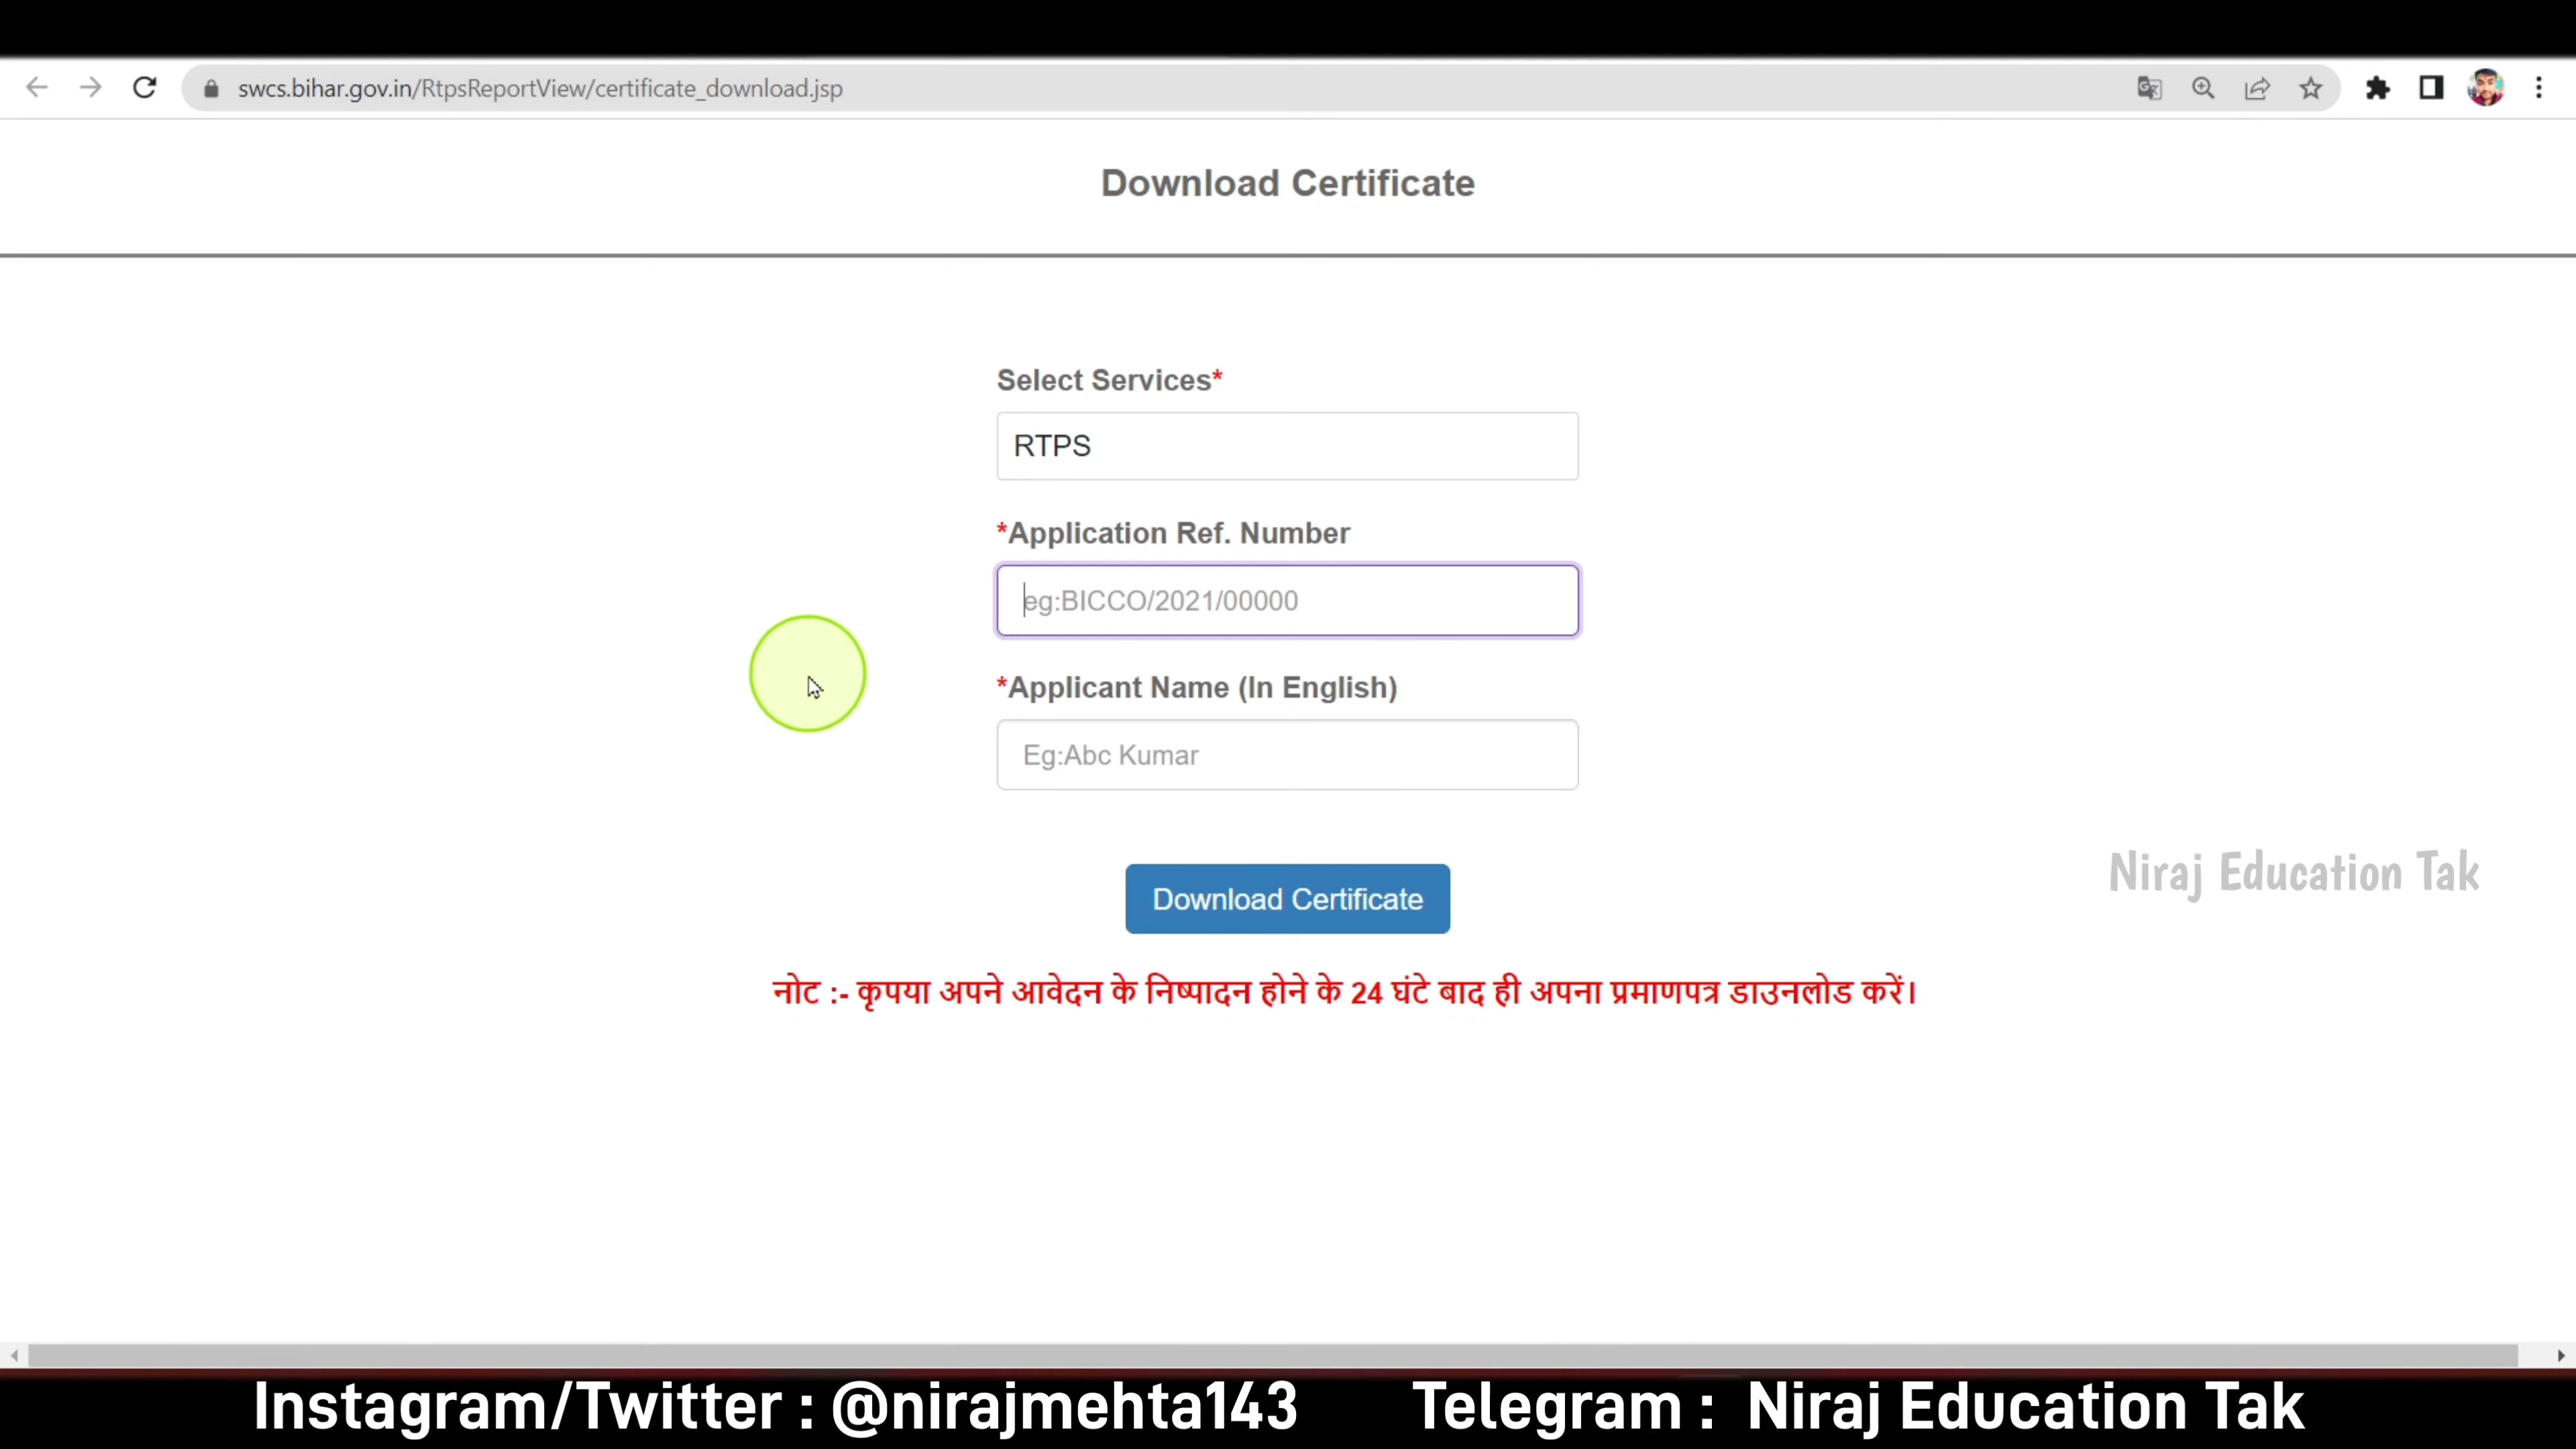 swcs.bihar.gov.in/RtpsReportView/certificate_download.jsp
Download Certificate
Select Services*
RTPS
*Application Ref. Number
eg:BICCO/2021/00000
*Applicant Name (In English)
Eg:Abc Kumar
Niraj Education Tak
Download Certificate
नोट :- कृपया अपने आवेदन के निष्पादन होने के 24 घंटे बाद ही अपना प्रमाणपत्र डाउनलोड करें।
Instagram/Twitter : @nirajmehta143 Telegram : Niraj Education Tak